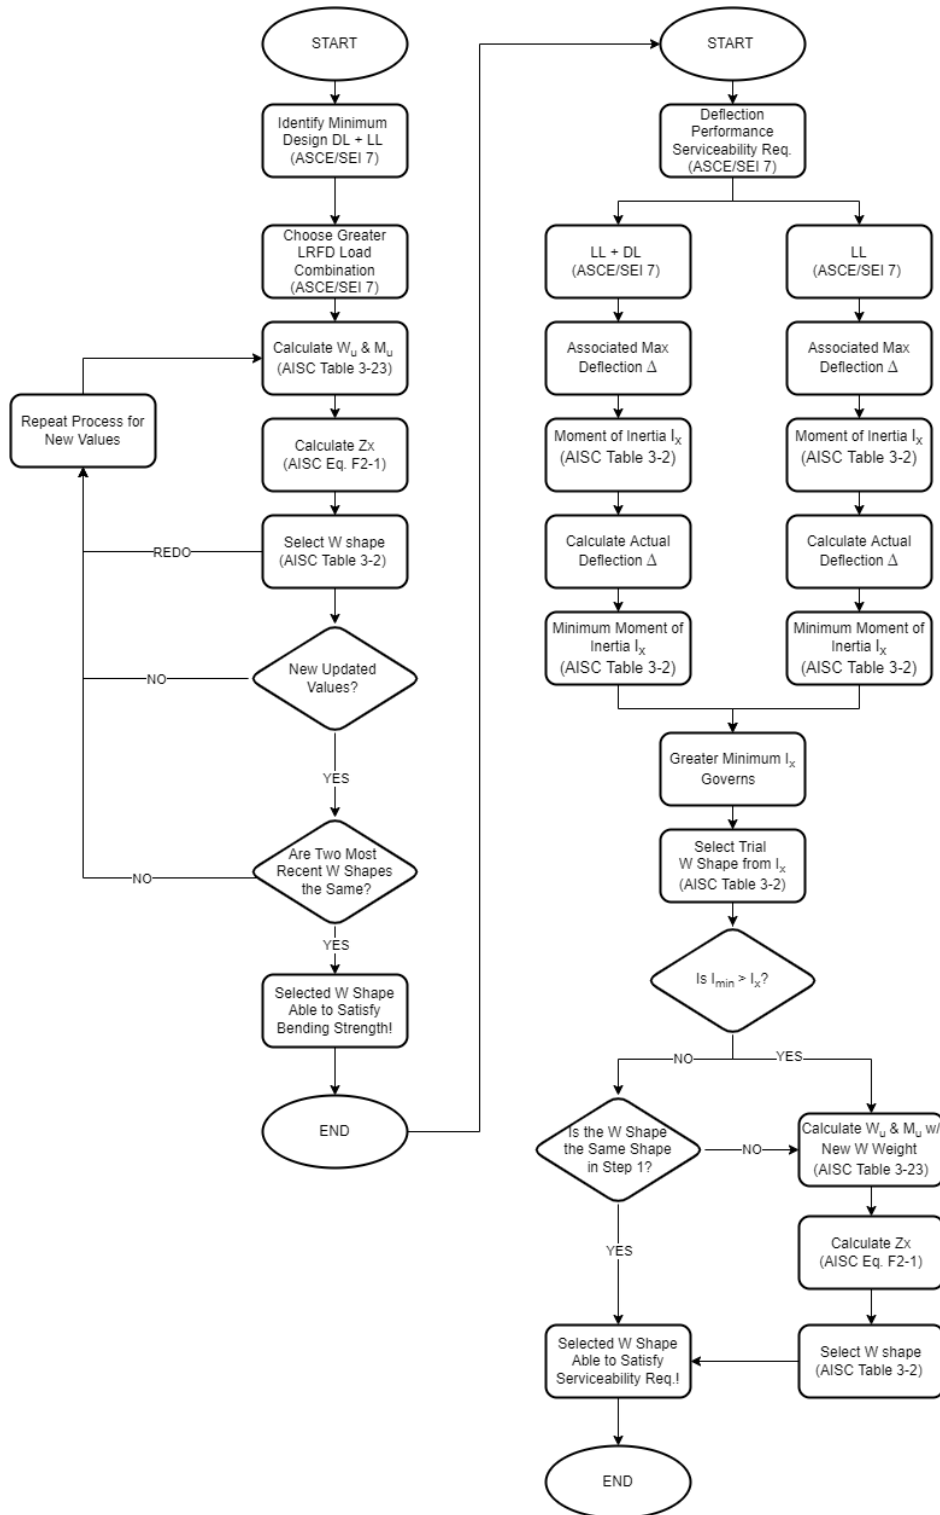 START
Identify Minimum
Design DL + LL
(ASCE/SEI 7)
Choose Greater
LRFD Load
Combination
(ASCE/SEI 7)
Calculate Wu & Mu
(AISC Table 3-23)
Repeat Process for
New Values
Calculate Zx
(AISC Eq. F2-1)
Select W shape
(AISC Table 3-2)
REDO
New Updated
Values?
NO
YES
Are Two Most
Recent W Shapes
the Same?
NO
YES
Selected W Shape
Able to Satisfy
Bending Strength!
END
START
Deflection
Performance
Serviceability Req.
(ASCE/SEI 7)
LL + DL
(ASCE/SEI 7)
Associated Max
Deflection Δ
Moment of Inertia Ix
(AISC Table 3-2)
Calculate Actual
Deflection Δ
Minimum Moment of
Inertia Ix
(AISC Table 3-2)
LL
(ASCE/SEI 7)
Associated Max
Deflection Δ
Moment of Inertia Ix
(AISC Table 3-2)
Calculate Actual
Deflection Δ
Minimum Moment of
Inertia Ix
(AISC Table 3-2)
Greater Minimum Ix
Governs
Select Trial
W Shape from Ix
(AISC Table 3-2)
Is Imin > Ix?
NO
YES
Is the W Shape
the Same Shape
in Step 1?
NO
YES
Calculate Wu & Mu w/
New W Weight
(AISC Table 3-23)
Calculate Zx
(AISC Eq. F2-1)
Select W shape
(AISC Table 3-2)
Selected W Shape
Able to Satisfy
Serviceability Req.!
END